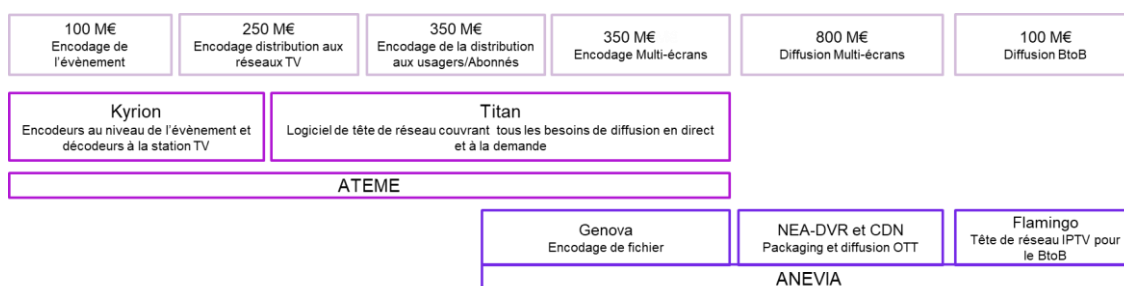 100 M€
Encodage de
l'évènement
250 M€
Encodage distribution aux
réseaux TV
350 M€
Encodage de la distribution
aux usagers/Abonnés
350 M€
Encodage Multi-écrans
800 M€
Diffusion Multi-écrans
100 M€
Diffusion BtoB
Kyrion
Encodeurs au niveau de l'évènement et
décodeurs à la station TV
Titan
Logiciel de tête de réseau couvrant tous les besoins de diffusion en direct
et à la demande
ATEME
Genova
Encodage de fichier
NEA-DVR et CDN
Packaging et diffusion OTT
Flamingo
Tête de réseau IPTV pour
le BtoB
ANEVIA